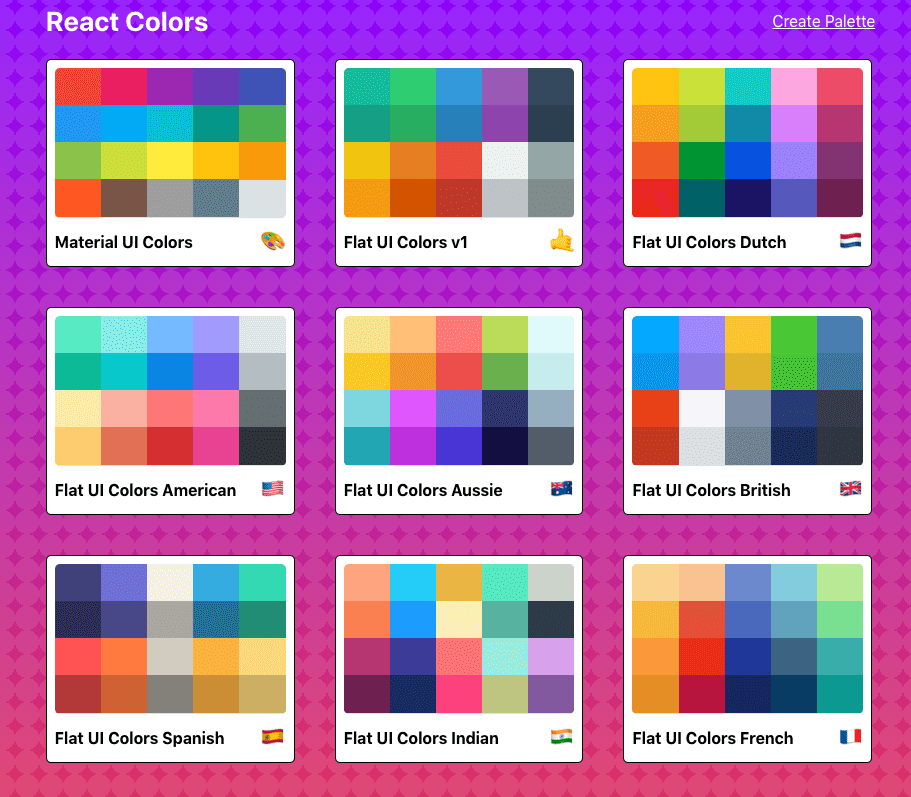 React Colors
Create Palette
Material UI Colors
Flat UI Colors v1
Flat UI Colors Dutch
Flat UI Colors American
Flat UI Colors Aussie
Flat UI Colors British
Flat UI Colors Spanish
Flat UI Colors Indian
Flat UI Colors French